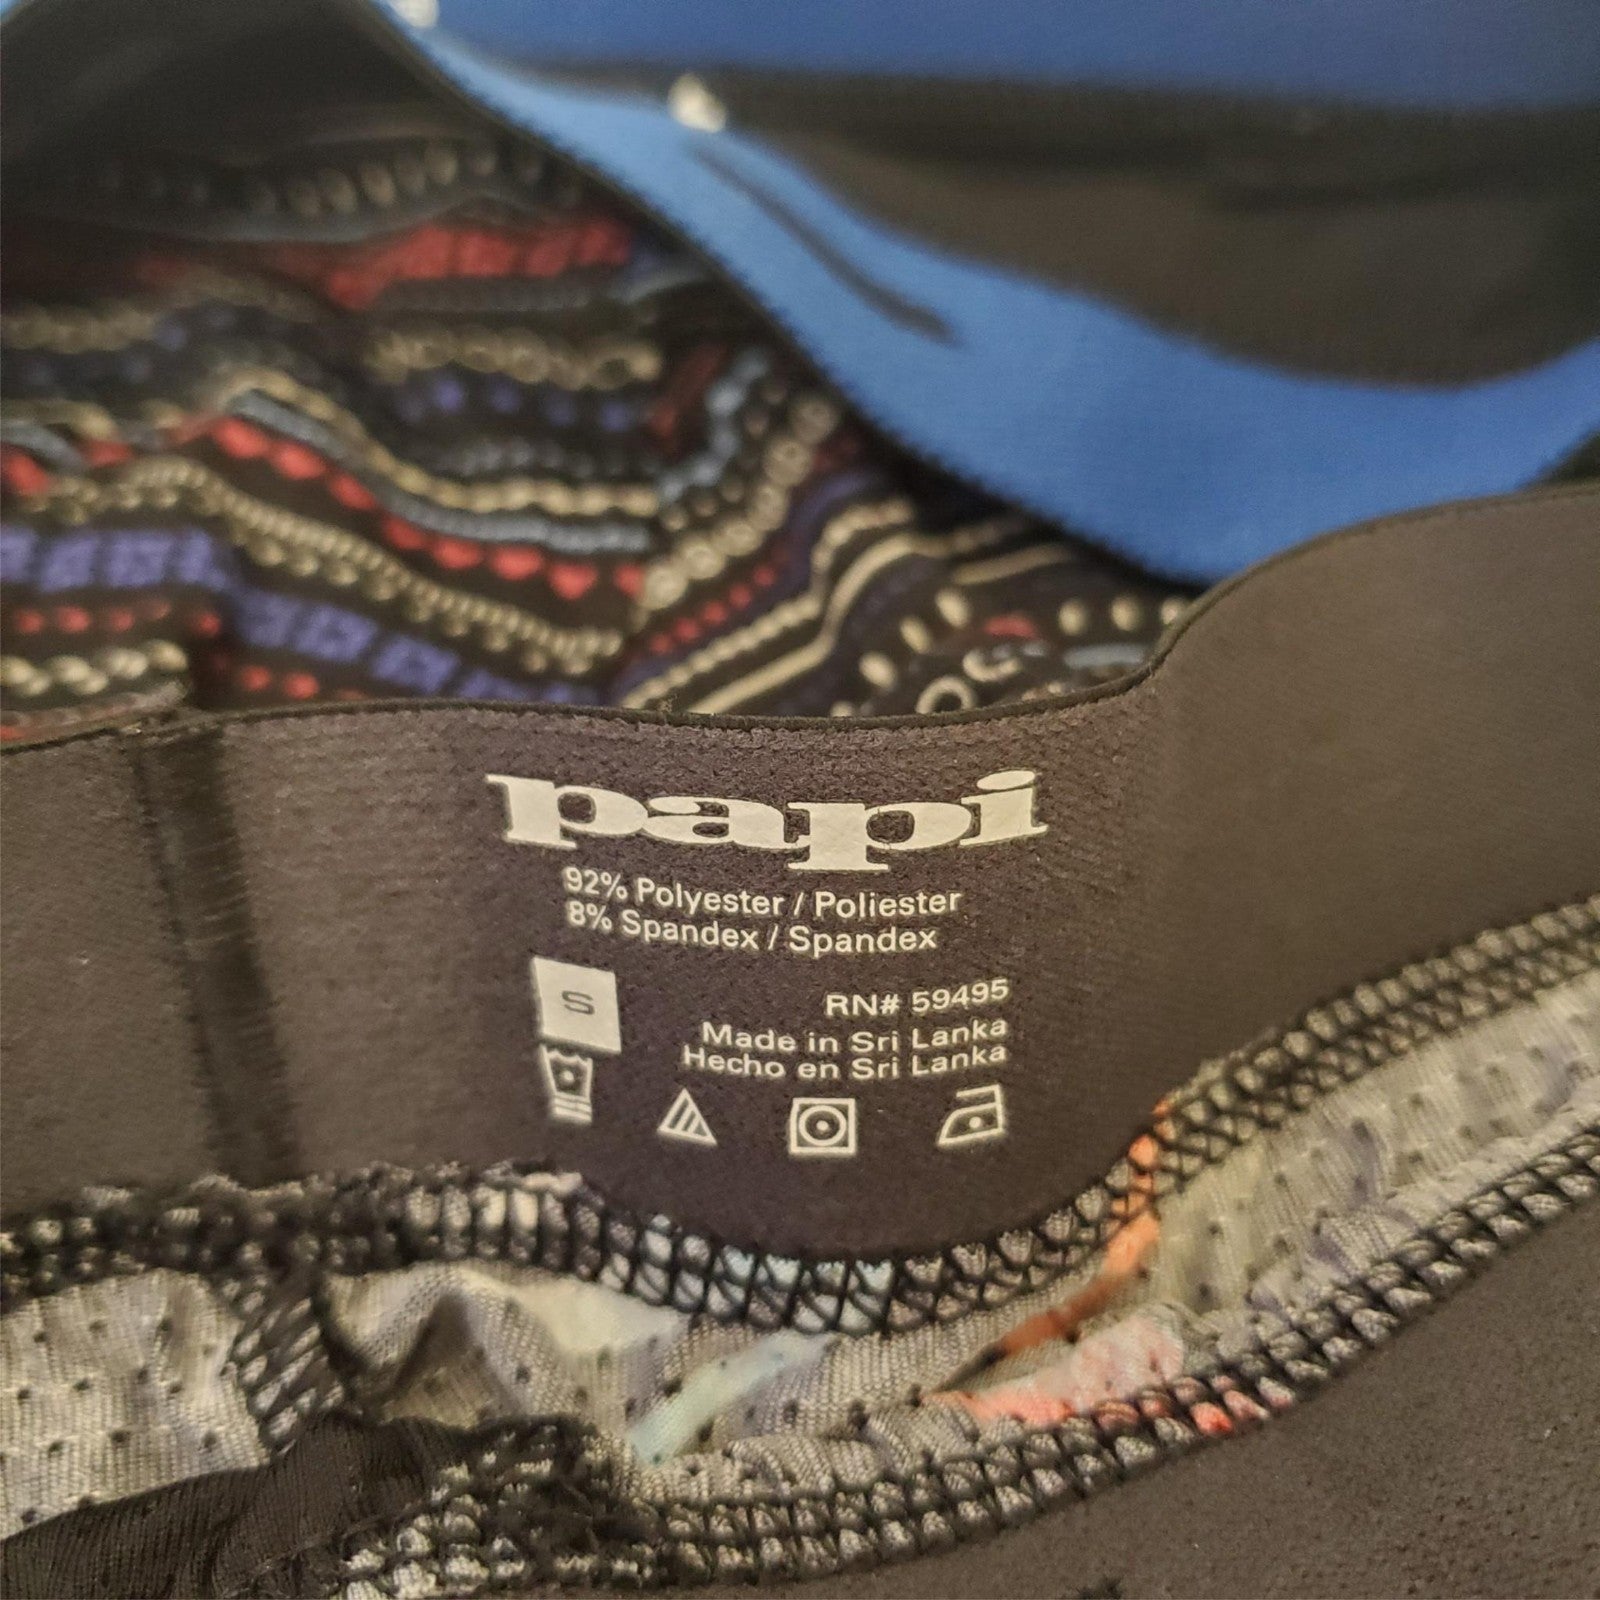 papi
92% Polyester / Poliester
8% Spandex / Spandex
S
RN# 59495
Made in Sri Lanka
Hecho en Sri Lanka